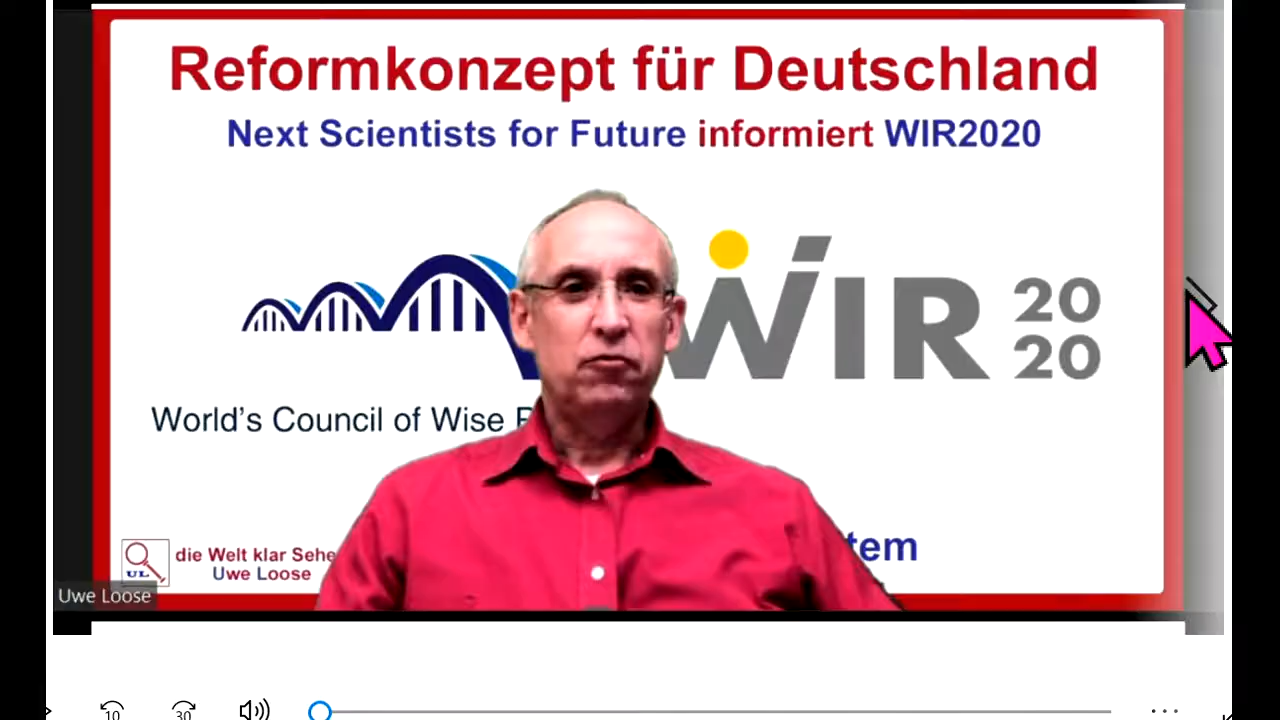 Reformkonzept für Deutschland
Next Scientists for Future informiert WIR2020
WIR 20
20
World's Council of Wise
tem
die Welt klar Sehe
UL
Uwe Loose
Uwe Loose
10
30